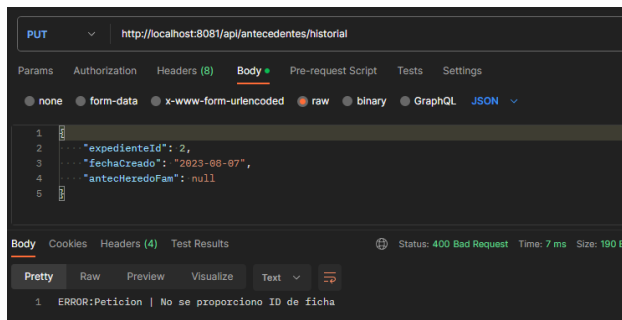 PUT http://localhost:8081/api/antecedentes/historial
Params Authorization Headers (8) Body Pre-request Script Tests Settings
none form-data x-www-form-urlencoded raw binary GraphQL JSON
1 {
2 "expedienteId": 2,
3 "fechaCreado": "2023-08-07",
4 "antecHeredoFam": null
5 }
Body Cookies Headers (4) Test Results Status: 400 Bad Request Time: 7 ms Size: 190
Pretty Raw Preview Visualize Text
1 ERROR:Peticion | No se proporciono ID de ficha